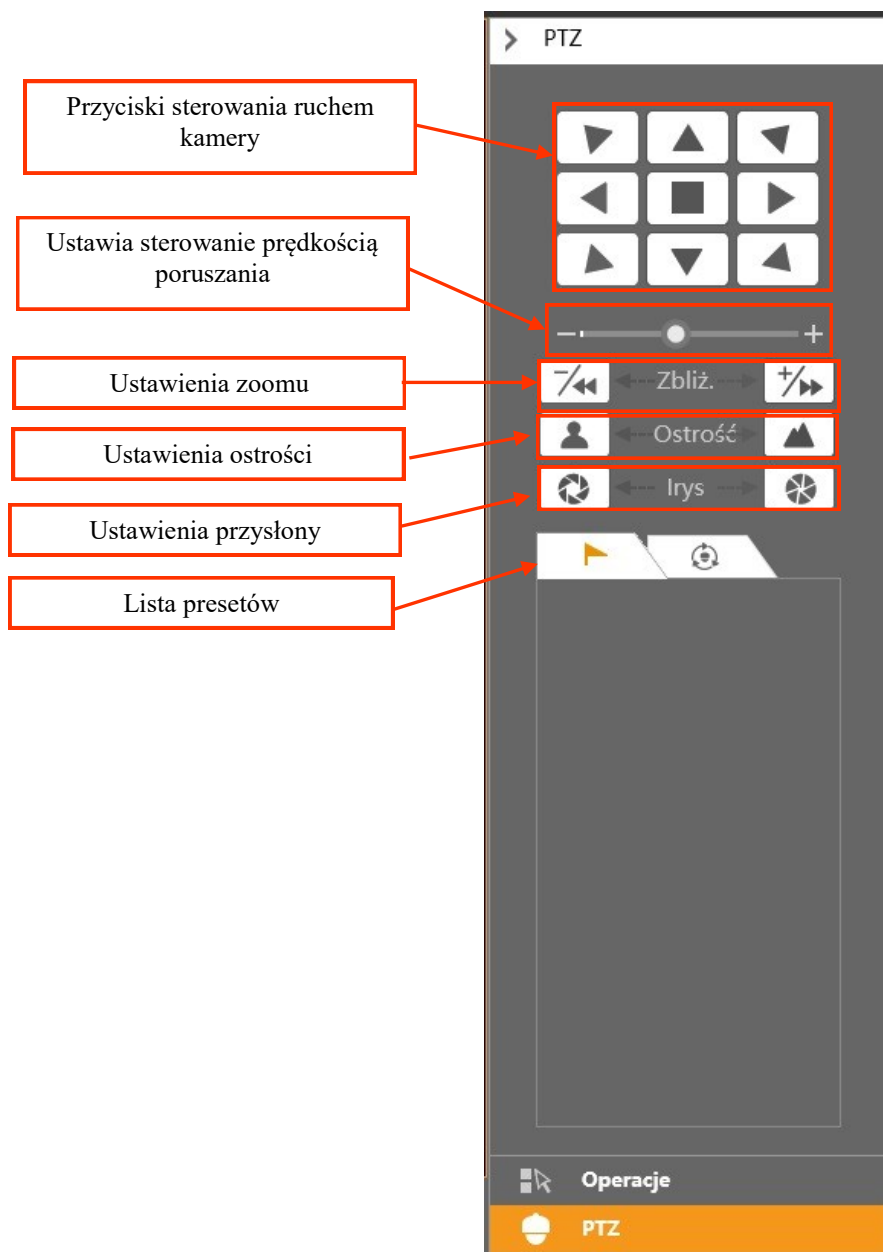 PTZ
Przyciski sterowania ruchem
kamery
Ustawia sterowanie prędkością
poruszania
Ustawienia zoomu
Zbliż.
Ustawienia ostrości
Ostrość
Ustawienia przysłony
Irys
Lista presetów
Operacje
PTZ